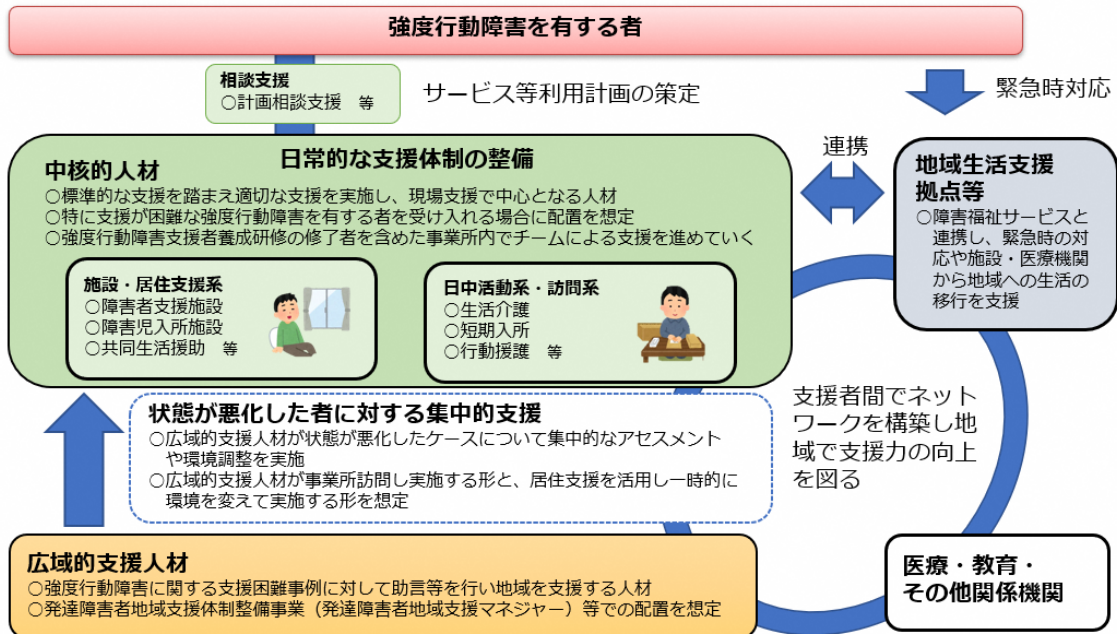 強度行動障害を有する者
相談支援
○計画相談支援　等
サービス等利用計画の策定
緊急時対応
日常的な支援体制の整備
中核的人材
○標準的な支援を踏まえ適切な支援を実施し、現場支援で中心となる人材
○特に支援が困難な強度行動障害を有する者を受け入れる場合に配置を想定
○強度行動障害支援者養成研修の修了者を含めた事業所内でチームによる支援を進めていく
施設・居住支援系
○障害者支援施設
○障害児入所施設
○共同生活援助　等
日中活動系・訪問系
○生活介護
○短期入所
○行動援護　等
連携
地域生活支援
拠点等
○障害福祉サービスと
連携し、緊急時の対
応や施設・医療機関
から地域への生活の
移行を支援
状態が悪化した者に対する集中的支援
○広域的支援人材が状態が悪化したケースについて集中的なアセスメント
や環境調整を実施
○広域的支援人材が事業所訪問し実施する形と、居住支援を活用し一時的に
環境を変えて実施する形を想定
支援者間でネット
ワークを構築し地
域で支援力の向上
を図る
広域的支援人材
○強度行動障害に関する支援困難事例に対して助言等を行い地域を支援する人材
○発達障害者地域支援体制整備事業（発達障害者地域支援マネジャー）等での配置を想定
医療・教育・
その他関係機関